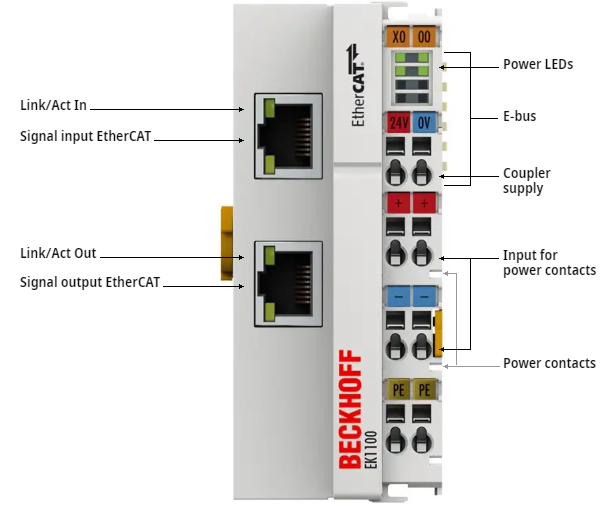 X0 00
Power LEDs
EtherCAT
Link/Act In
E-bus
24V 0V
Signal input EtherCAT
Coupler
supply
+ +
Link/Act Out
Input for
power contacts
Signal output EtherCAT
− −
Power contacts
PE PE
BECKHOFF
EK1100